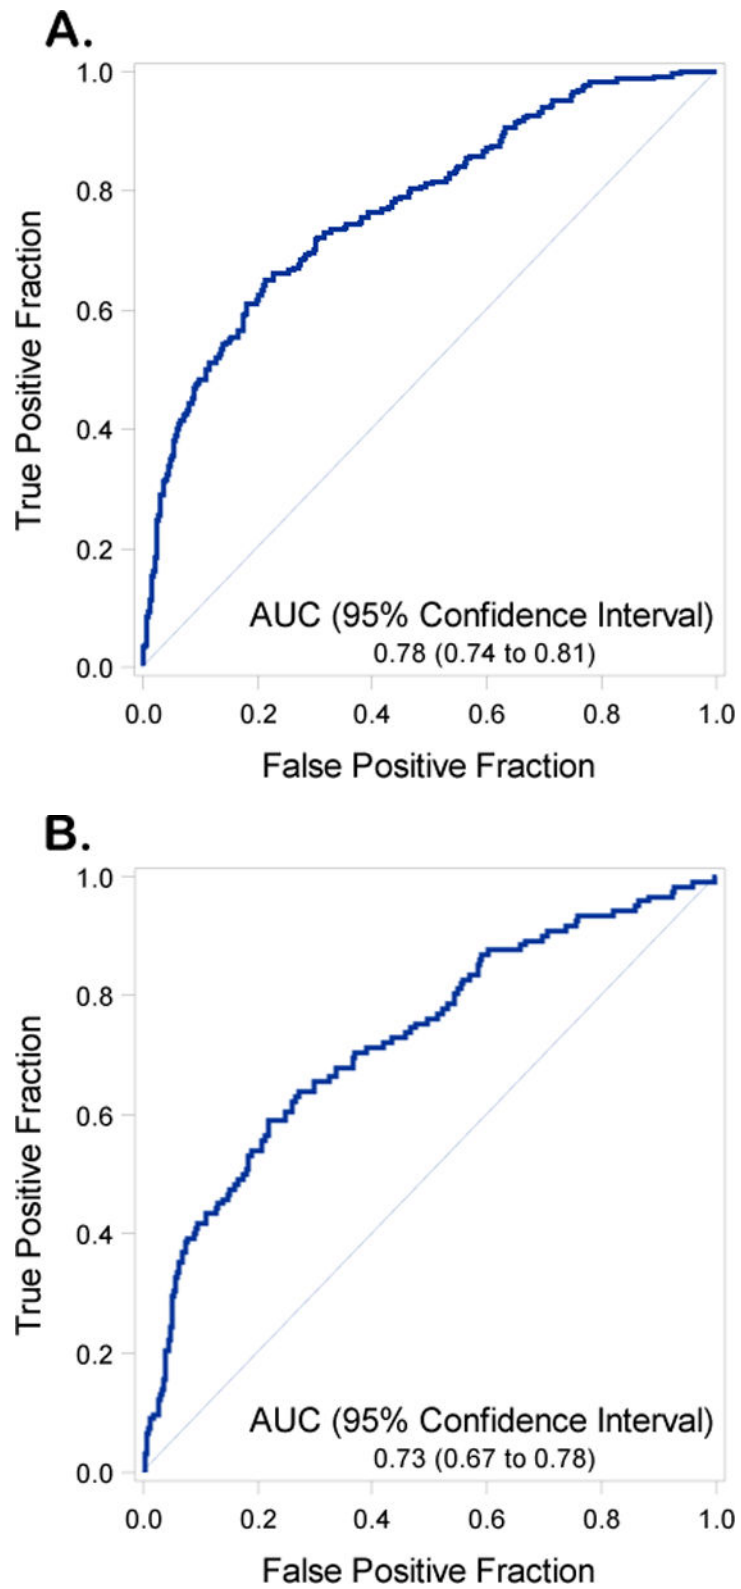 A.
1.0
0.8
0.6
0.4
0.2
0.0
True Positive Fraction
AUC (95% Confidence Interval)
0.78 (0.74 to 0.81)
0.0 0.2 0.4 0.6 0.8 1.0
False Positive Fraction
B.
1.0
0.8
0.6
0.4
0.2
0.0
True Positive Fraction
AUC (95% Confidence Interval)
0.73 (0.67 to 0.78)
0.0 0.2 0.4 0.6 0.8 1.0
False Positive Fraction